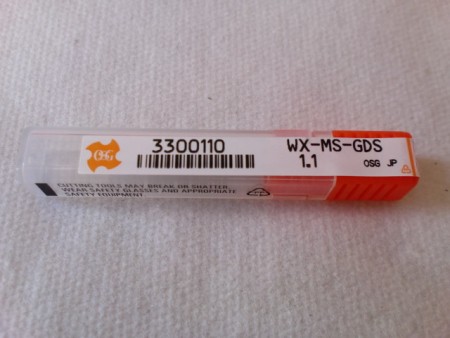 OSG
3300110
WX-MS-GDS
1.1
OSG JP
CUTTING TOOLS MAY BREAK OR SHATTER.
WEAR SAFETY GLASSES AND APPROPRIATE
SAFETY EQUIPMENT.